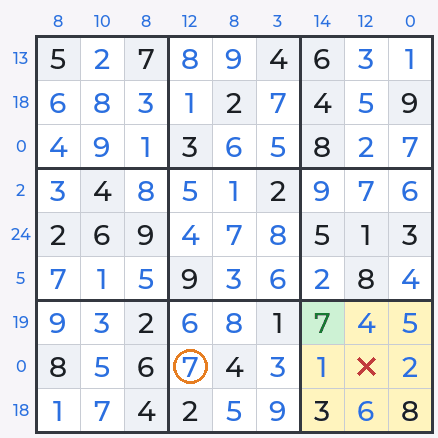 8 10 8 12 8 3 14 12 0
13 5 2 7 8 9 4 6 3 1
18 6 8 3 1 2 7 4 5 9
0 4 9 1 3 6 5 8 2 7
2 3 4 8 5 1 2 9 7 6
24 2 6 9 4 7 8 5 1 3
5 7 1 5 9 3 6 2 8 4
19 9 3 2 6 8 1 7 4 5
0 8 5 6 7 4 3 1 × 2
18 1 7 4 2 5 9 3 6 8